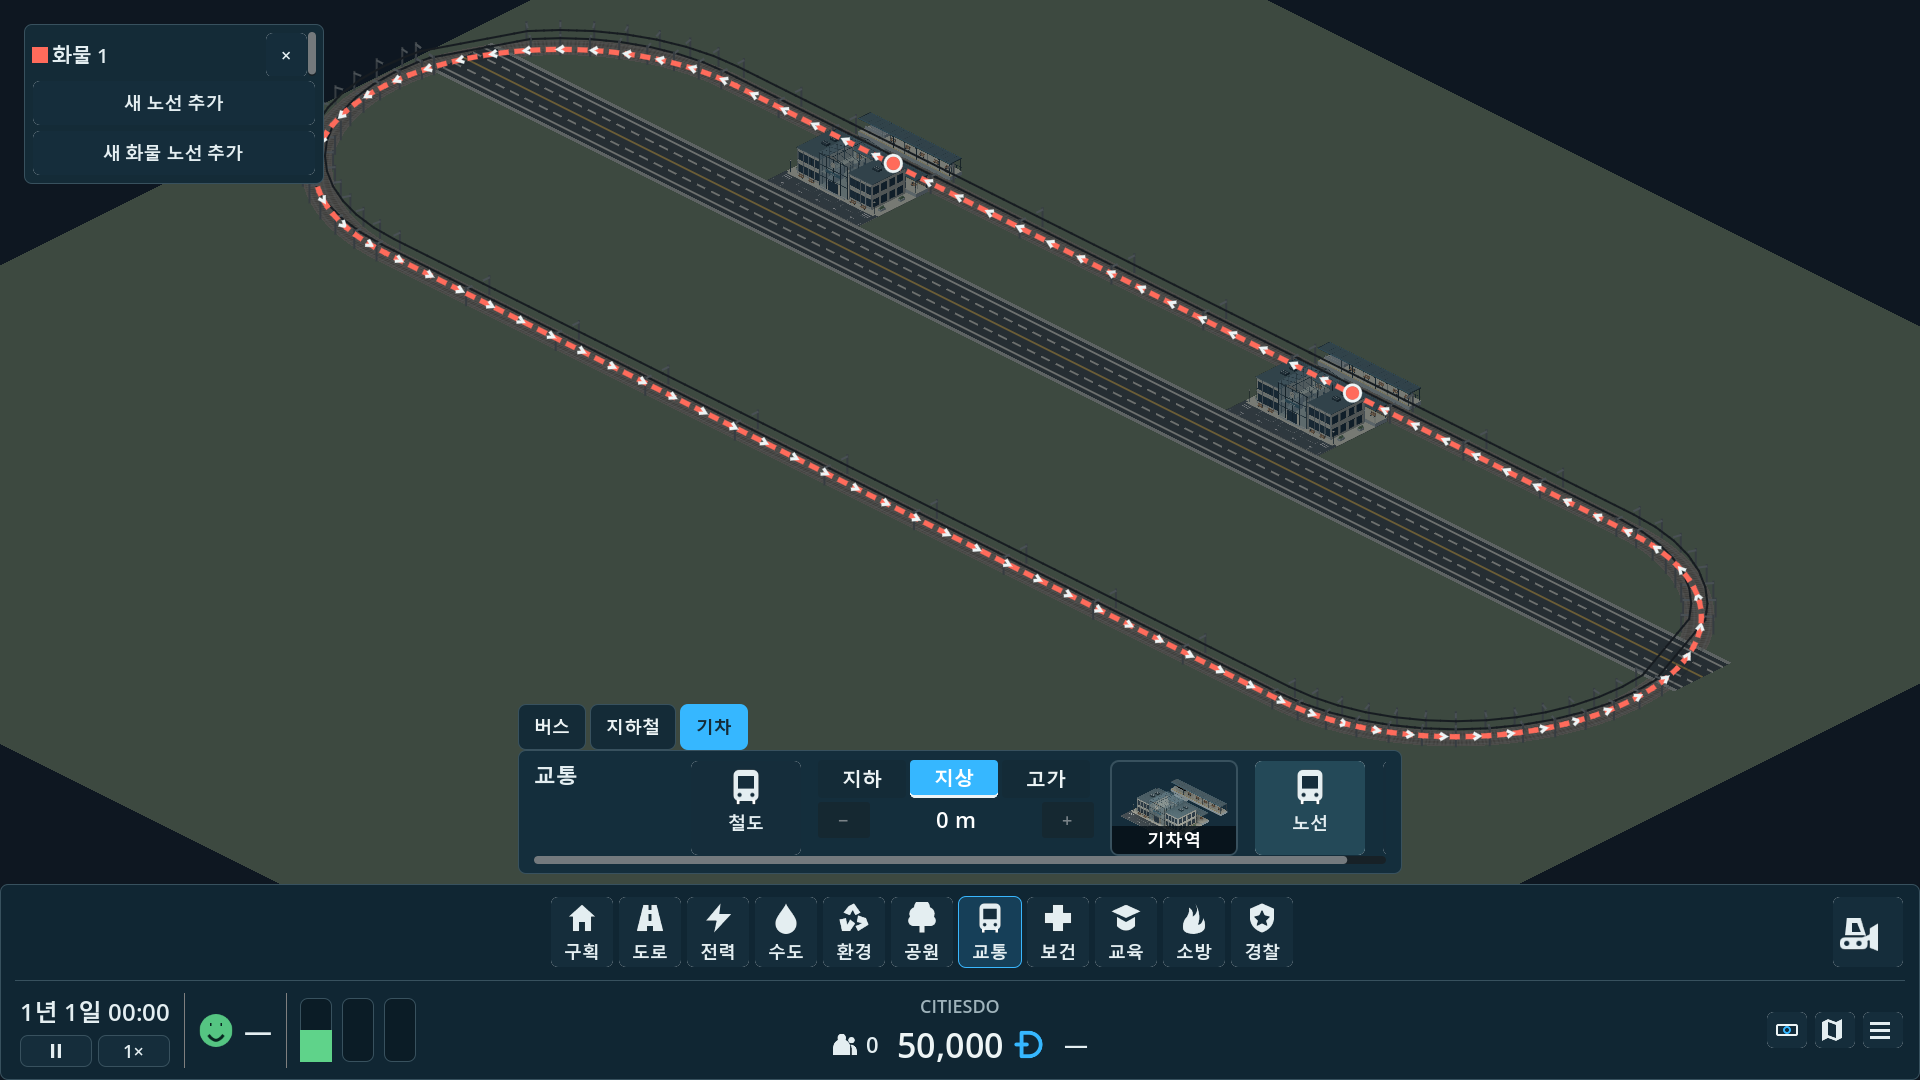 화물 1
×
새 노선 추가
새 화물 노선 추가
버스
지하철
기차
교통
철도
지하
지상
고가
−
0 m
+
기차역
노선
구획
도로
전력
수도
환경
공원
교통
보건
교육
소방
경찰
1년 1일 00:00
1×
—
CITIESDO
0
50,000
—